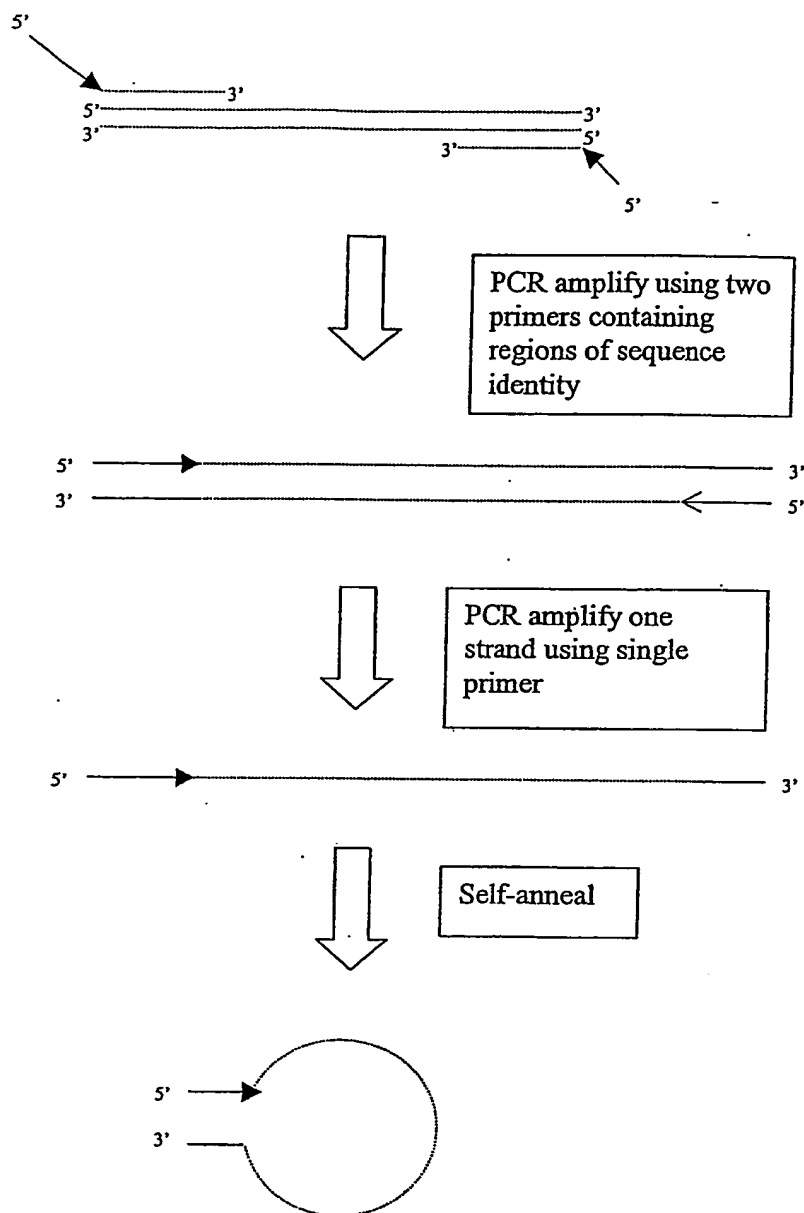 5'
3'
5' 3'
3' 5'
3'
5'
PCR amplify using two
primers containing
regions of sequence
identity
5' 3'
3' 5'
PCR amplify one
strand using single
primer
5' 3'
Self-anneal
5'
3'